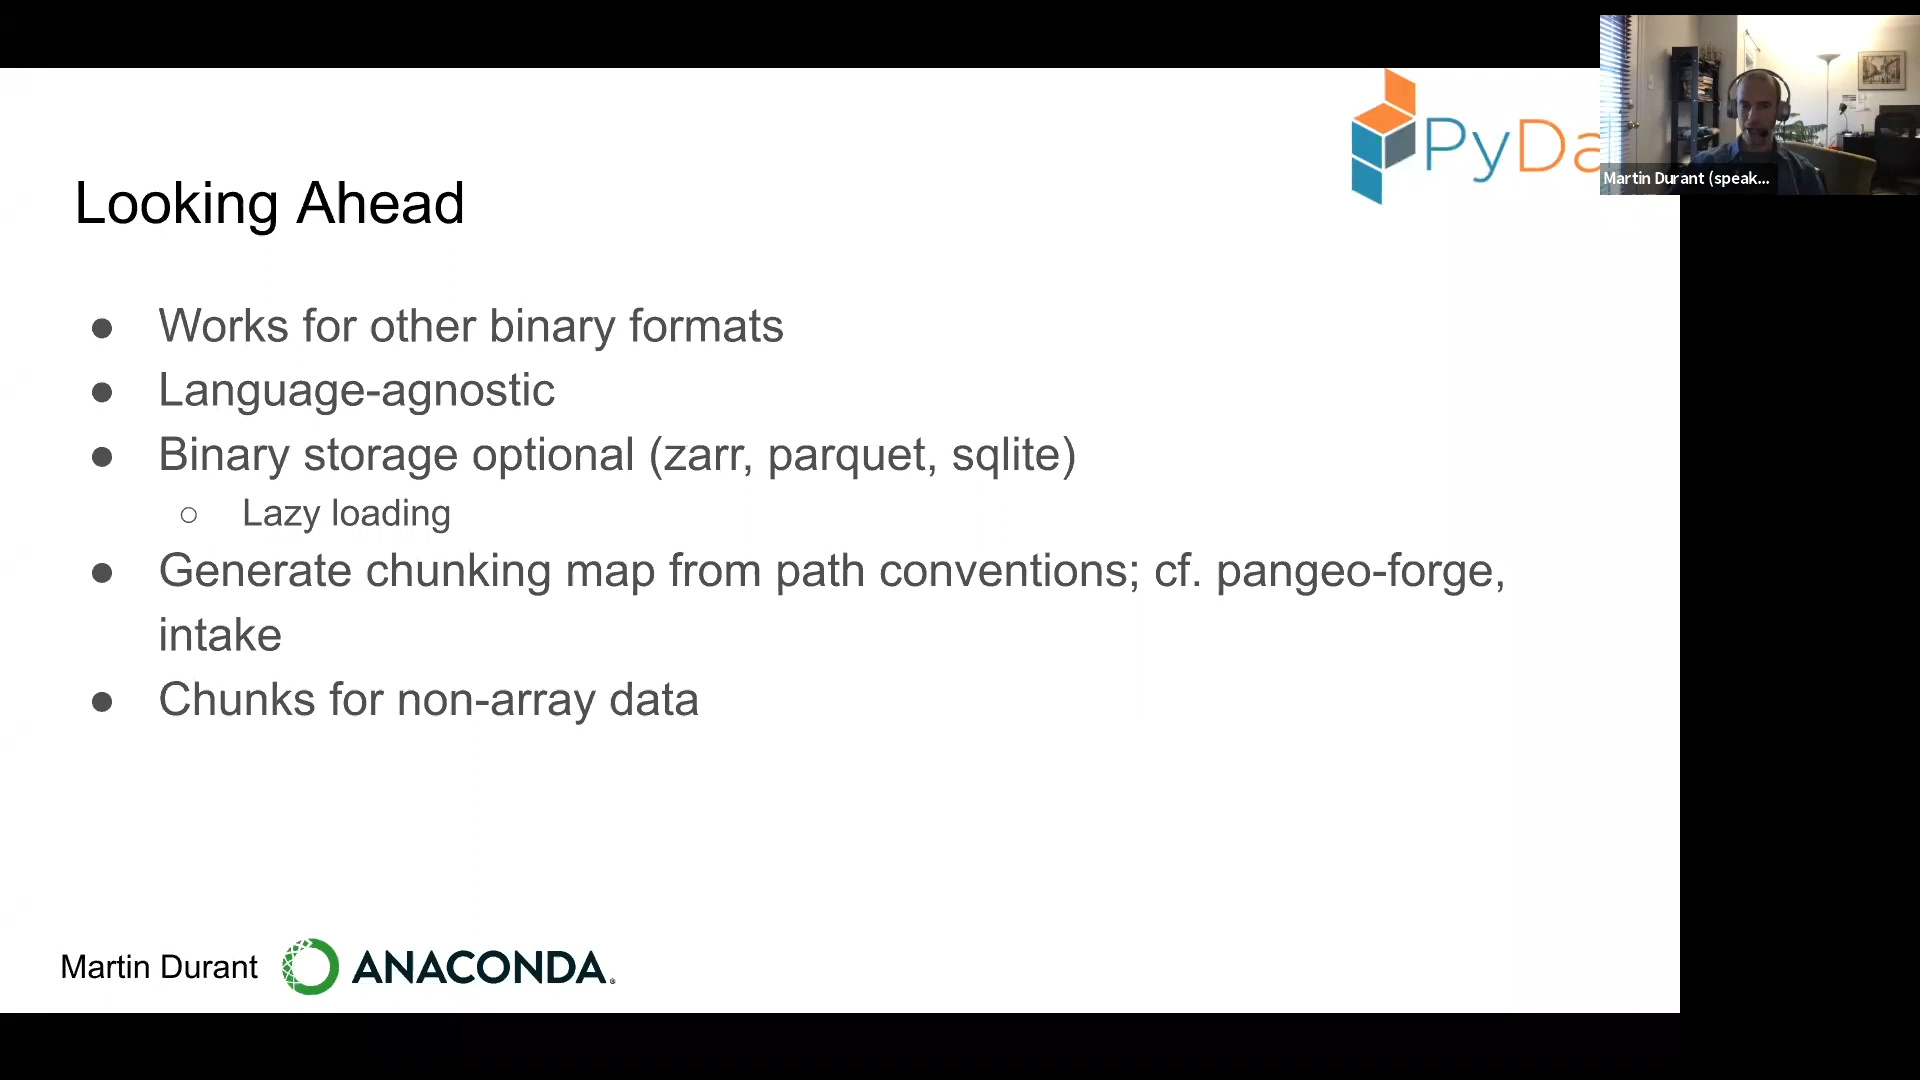 PyDa
Martin Durant (speak...
Looking Ahead
● Works for other binary formats
● Language-agnostic
● Binary storage optional (zarr, parquet, sqlite)
○ Lazy loading
● Generate chunking map from path conventions; cf. pangeo-forge,
intake
● Chunks for non-array data
Martin Durant
ANACONDA®